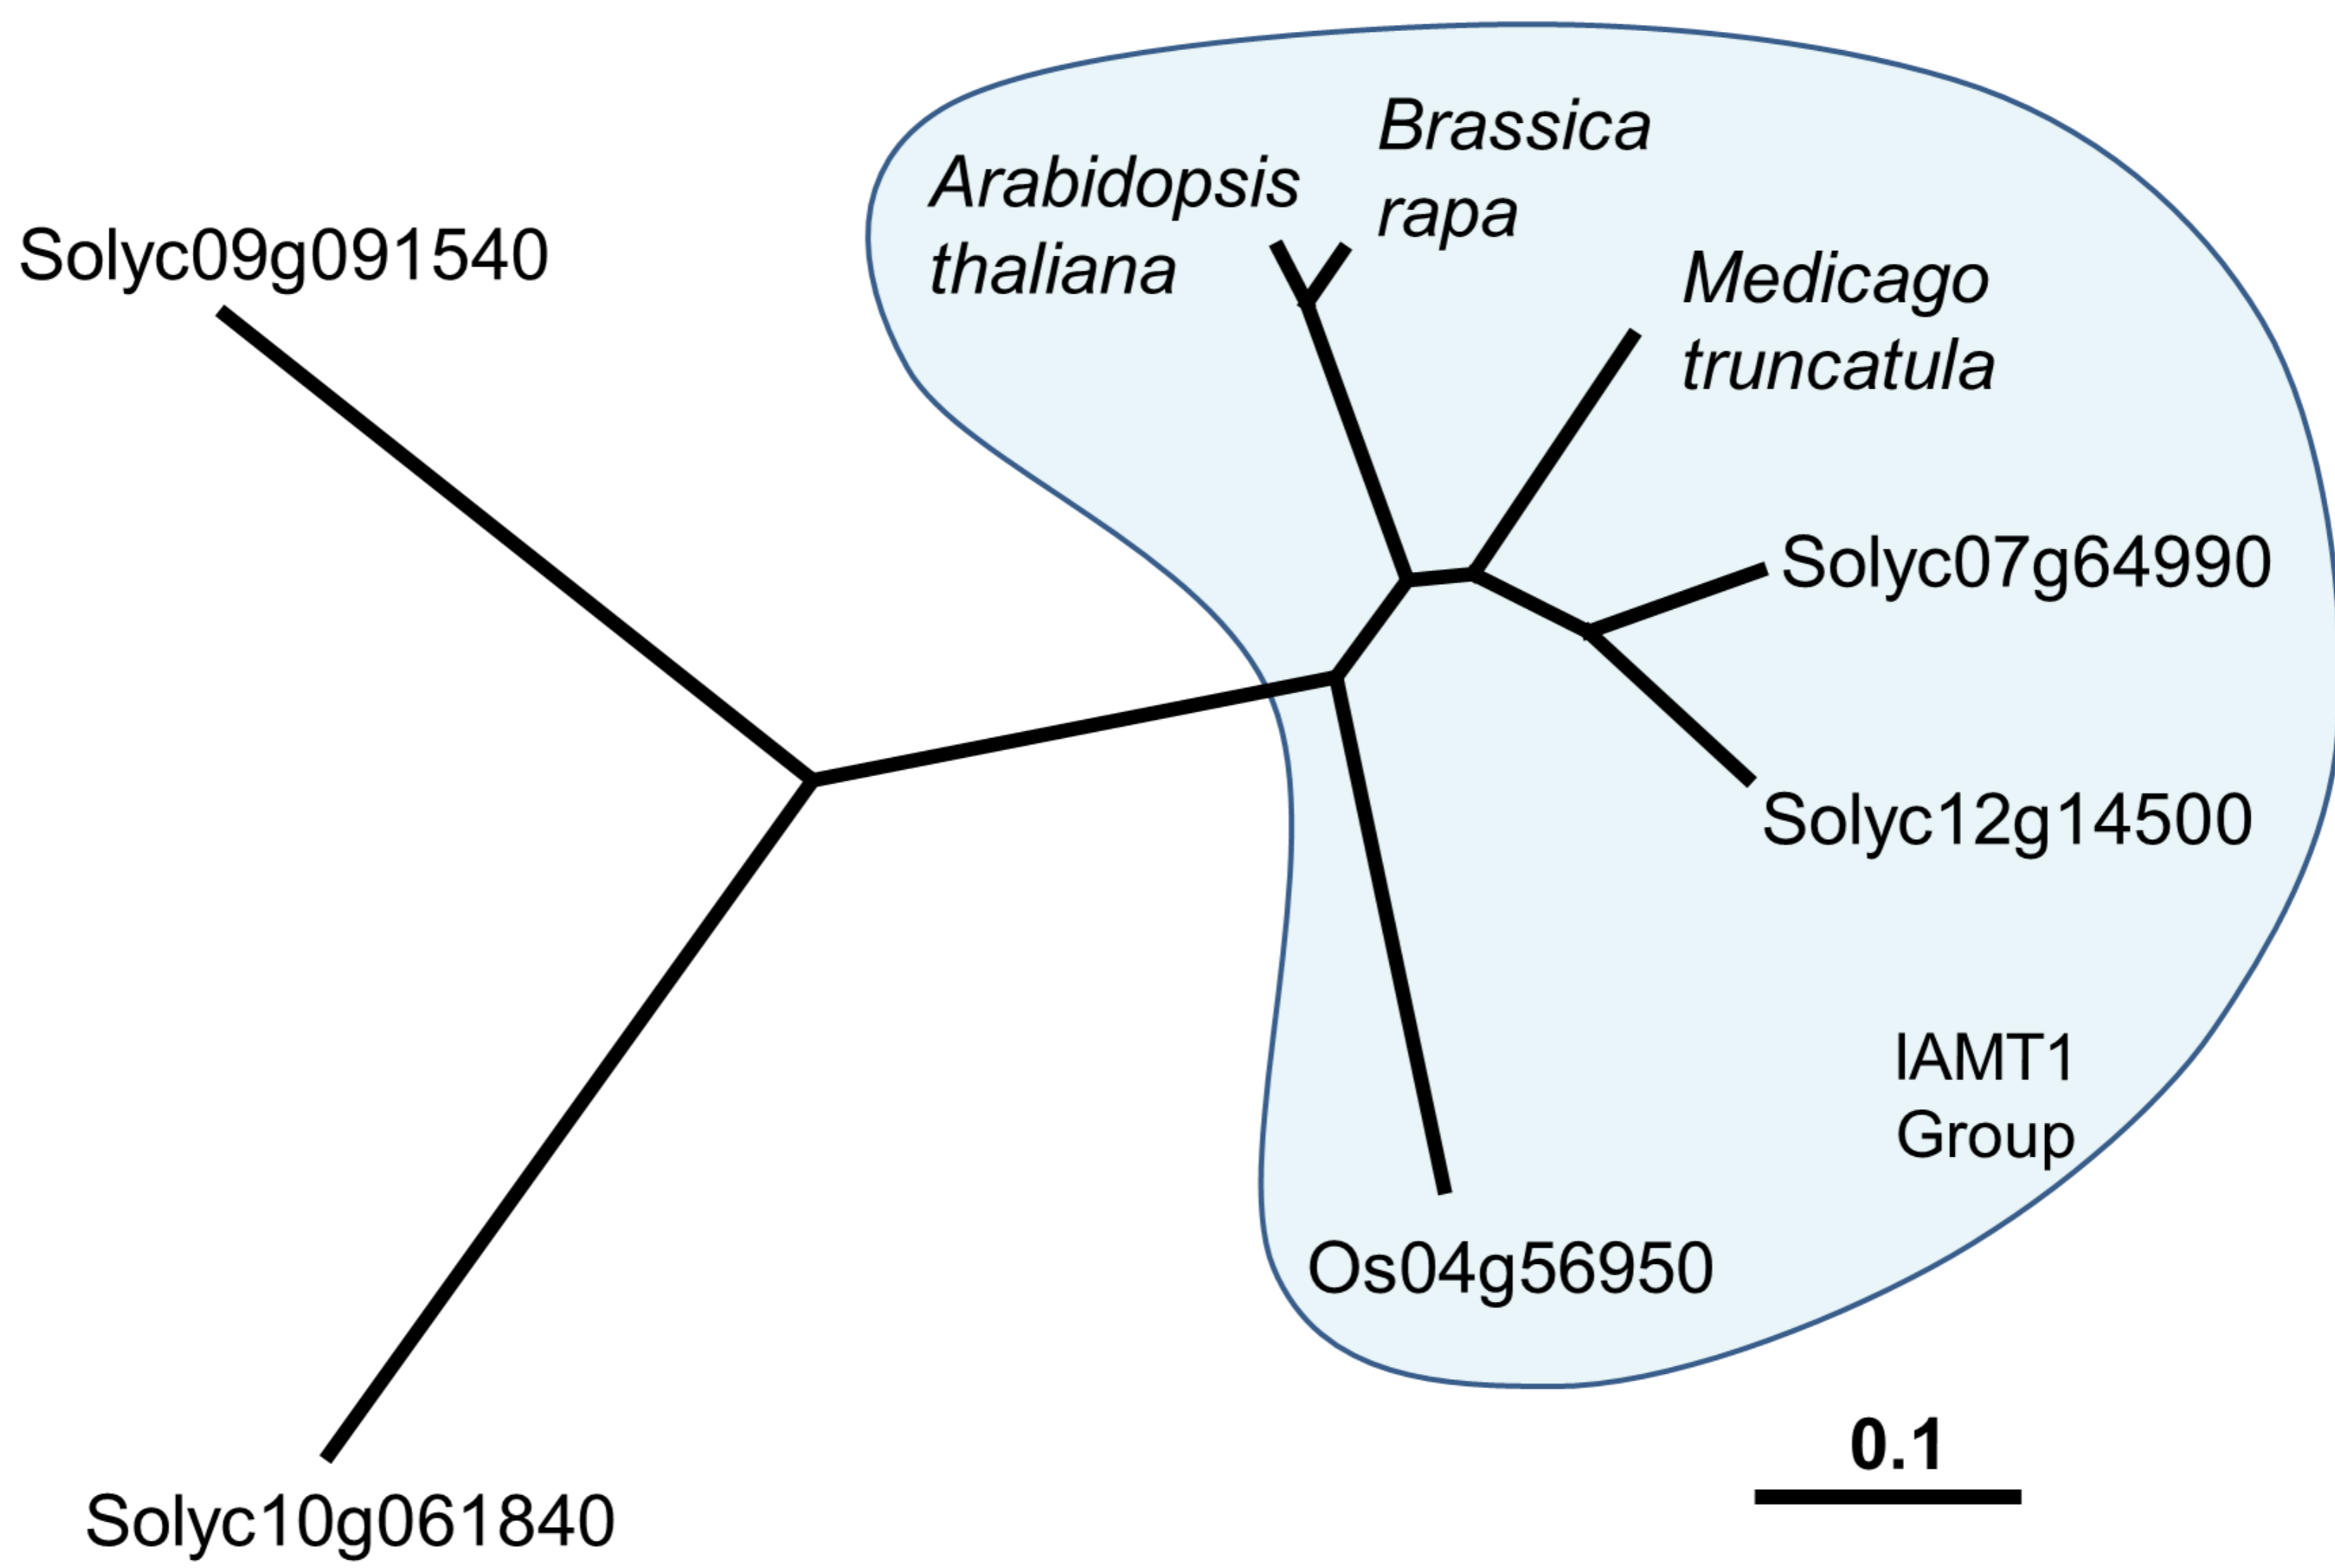 Brassica
rapa
Arabidopsis
thaliana
Solyc09g091540
Medicago
truncatula
Solyc07g64990
Solyc12g14500
IAMT1
Group
Os04g56950
0.1
Solyc10g061840